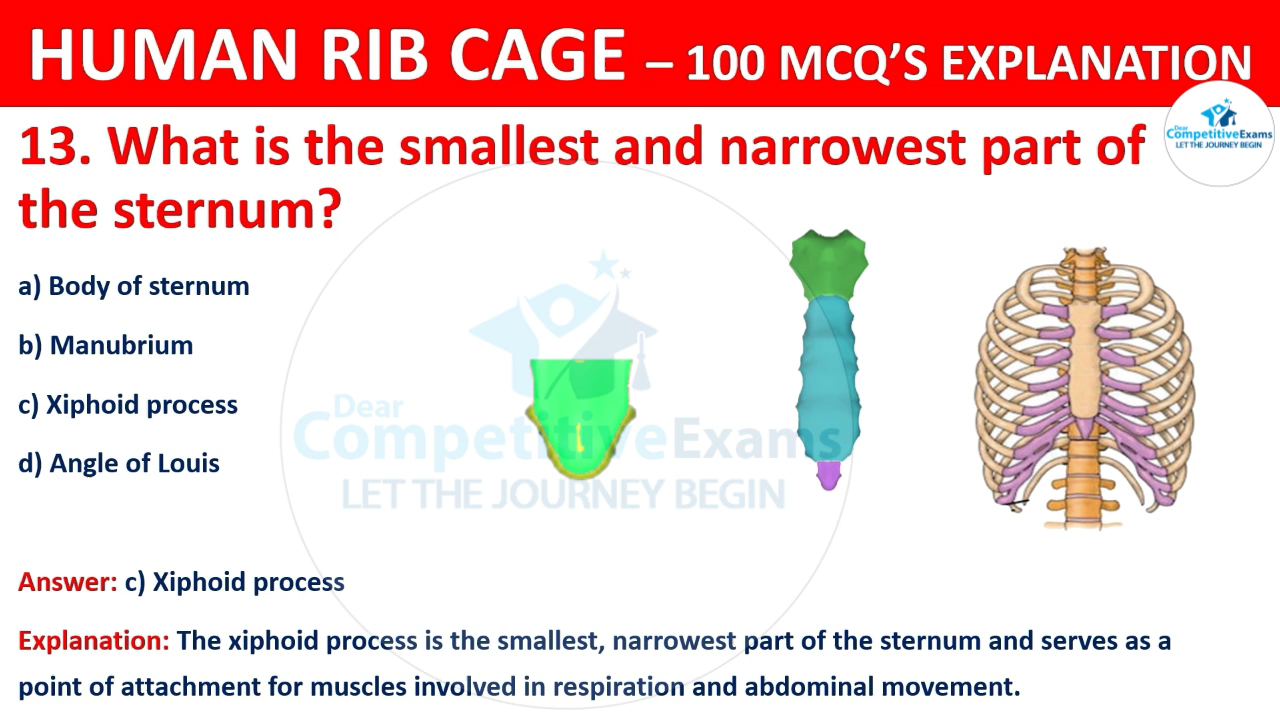 HUMAN RIB CAGE – 100 MCQ'S EXPLANATION
Dear
CompetitiveExams
LET THE JOURNEY BEGIN
13. What is the smallest and narrowest part of
the sternum?
a) Body of sternum
b) Manubrium
c) Xiphoid process
d) Angle of Louis
Dear
CompetitiveExams
LET THE JOURNEY BEGIN
Answer: c) Xiphoid process
Explanation: The xiphoid process is the smallest, narrowest part of the sternum and serves as a
point of attachment for muscles involved in respiration and abdominal movement.